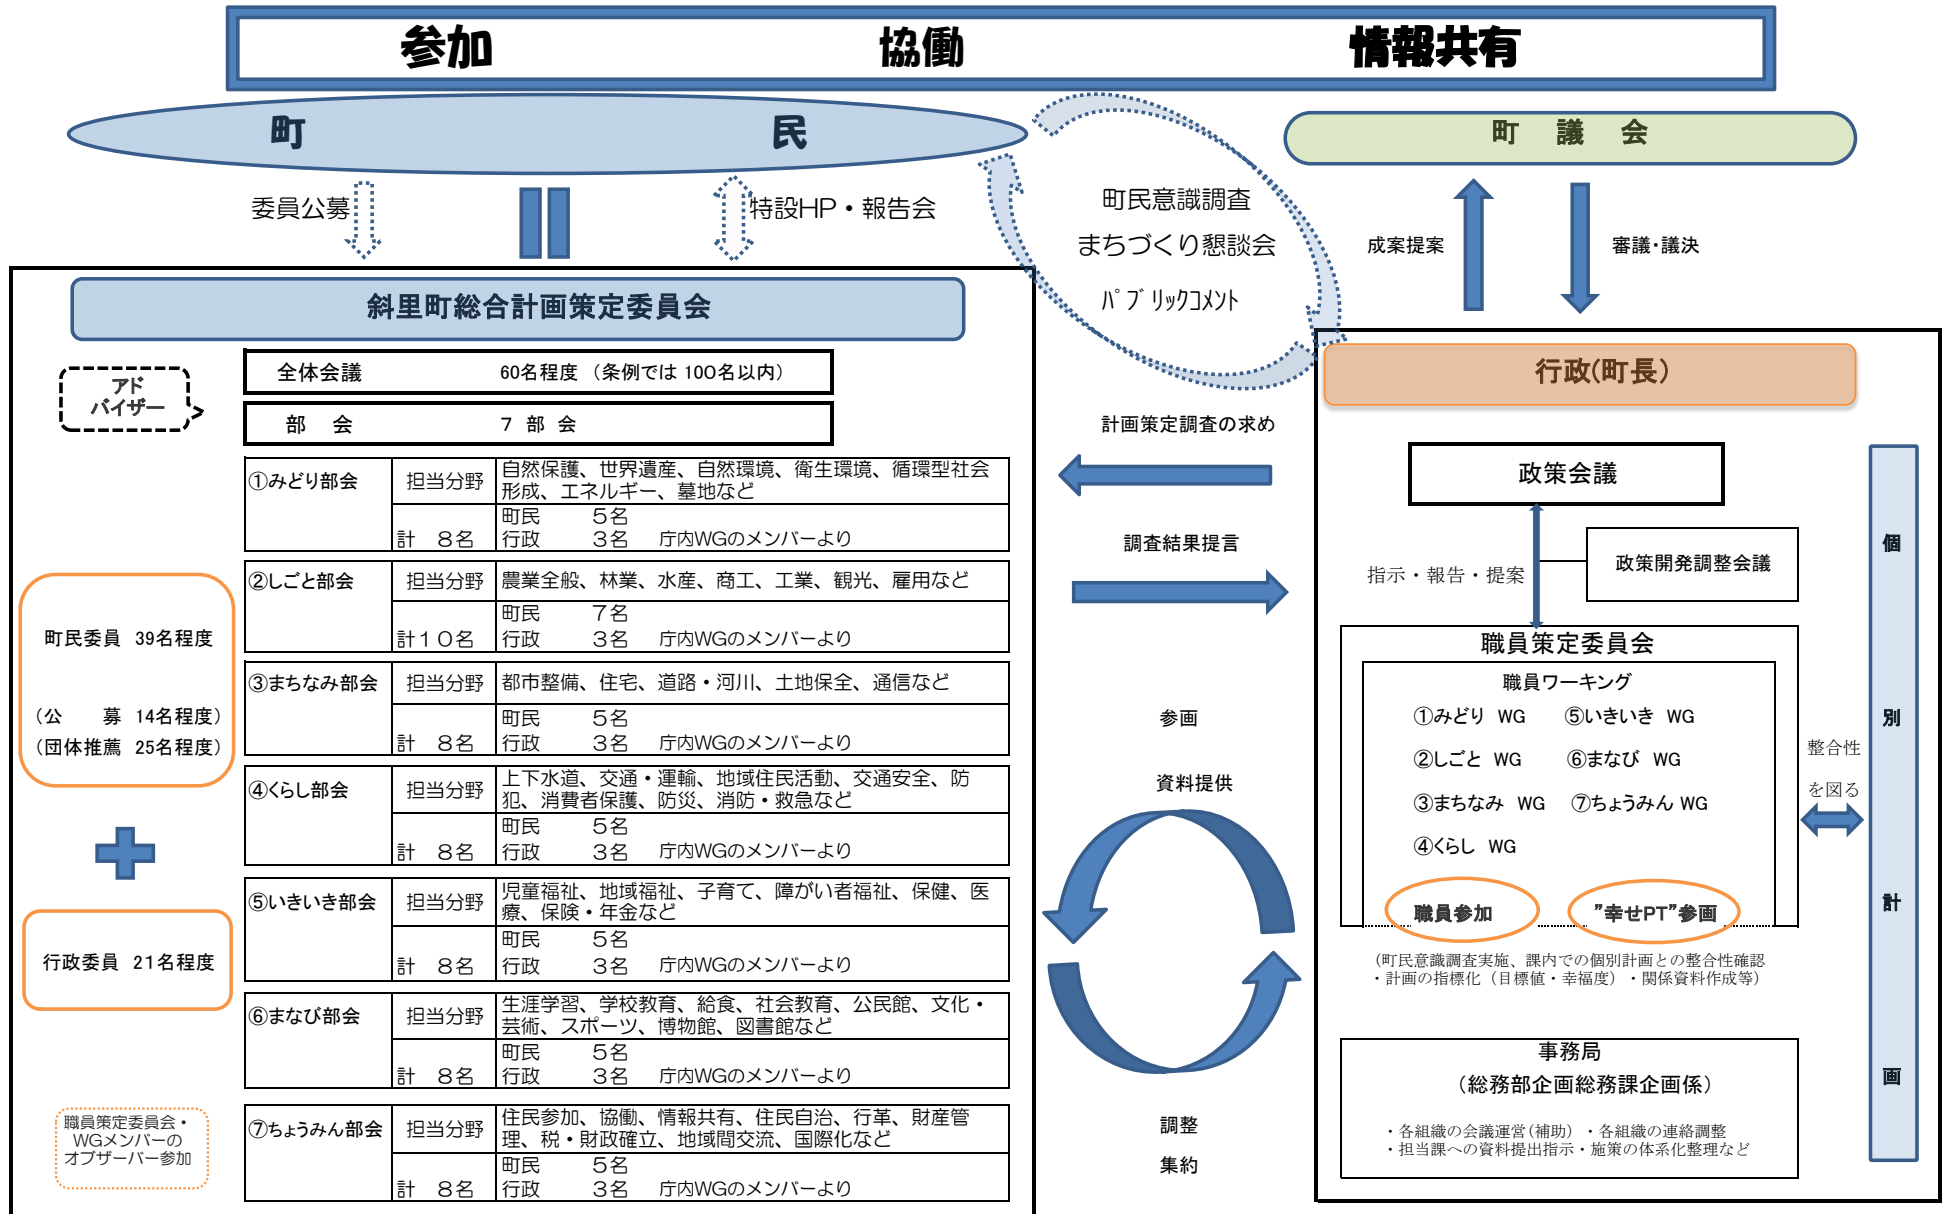 参加　協働　情報共有
町　民
町　議　会
委員公募
特設HP・報告会
町民意識調査
まちづくり懇談会
パブリックコメント
成案提案
審議・議決
斜里町総合計画策定委員会
アド
バイザー
全体会議　60名程度 （条例では 100名以内）
部　会　7 部 会
①みどり部会
担当分野
自然保護、世界遺産、自然環境、衛生環境、循環型社会
形成、エネルギー、墓地など
計　8名
町民　5名
行政　3名　庁内WGのメンバーより
②しごと部会
担当分野
農業全般、林業、水産、商工、工業、観光、雇用など
計１０名
町民　7名
行政　3名　庁内WGのメンバーより
③まちなみ部会
担当分野
都市整備、住宅、道路・河川、土地保全、通信など
計　8名
町民　5名
行政　3名　庁内WGのメンバーより
④くらし部会
担当分野
上下水道、交通・運輸、地域住民活動、交通安全、防
犯、消費者保護、防災、消防・救急など
計　8名
町民　5名
行政　3名　庁内WGのメンバーより
⑤いきいき部会
担当分野
児童福祉、地域福祉、子育て、障がい者福祉、保健、医
療、保険・年金など
計　8名
町民　5名
行政　3名　庁内WGのメンバーより
⑥まなび部会
担当分野
生涯学習、学校教育、給食、社会教育、公民館、文化・
芸術、スポーツ、博物館、図書館など
計　8名
町民　5名
行政　3名　庁内WGのメンバーより
⑦ちょうみん部会
担当分野
住民参加、協働、情報共有、住民自治、行革、財産管
理、税・財政確立、地域間交流、国際化など
計　8名
町民　5名
行政　3名　庁内WGのメンバーより
町民委員 39名程度
（公　募 14名程度）
（団体推薦 25名程度）
行政委員 21名程度
職員策定委員会・
WGメンバーの
オブザーバー参加
計画策定調査の求め
調査結果提言
参画
資料提供
調整
集約
行政(町長）
政策会議
政策開発調整会議
指示・報告・提案
職員策定委員会
職員ワーキング
①みどり WG　⑤いきいき WG
②しごと WG　⑥まなび WG
③まちなみ WG　⑦ちょうみん WG
④くらし WG
職員参加　”幸せPT”参画
（町民意識調査実施、課内での個別計画との整合性確認
・計画の指標化（目標値・幸福度）・関係資料作成等）
事務局
（総務部企画総務課企画係）
・各組織の会議運営(補助）・各組織の連絡調整
・担当課への資料提出指示・施策の体系化整理など
整合性
を図る
個
別
計
画